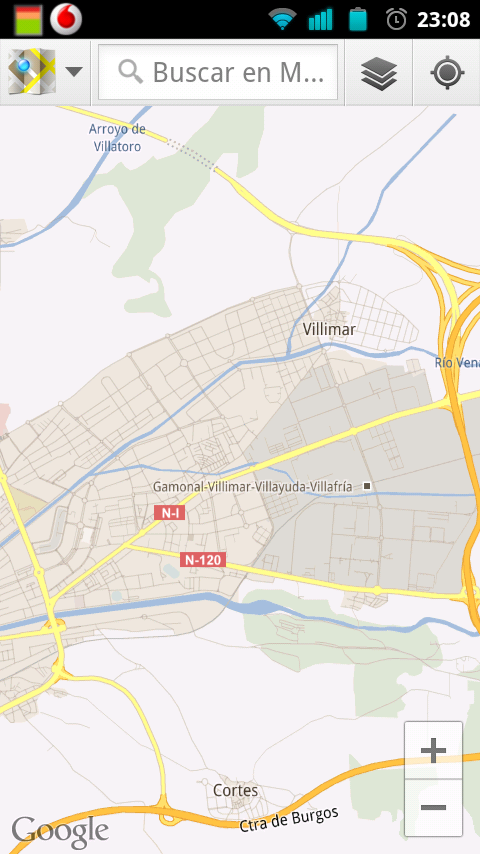 23:08
Buscar en M...
Arroyo de
Villatoro
Villimar
Río Vena
Gamonal-Villimar-Villayuda-Villafría
N-I
N-120
Cortes
Ctra de Burgos
Google